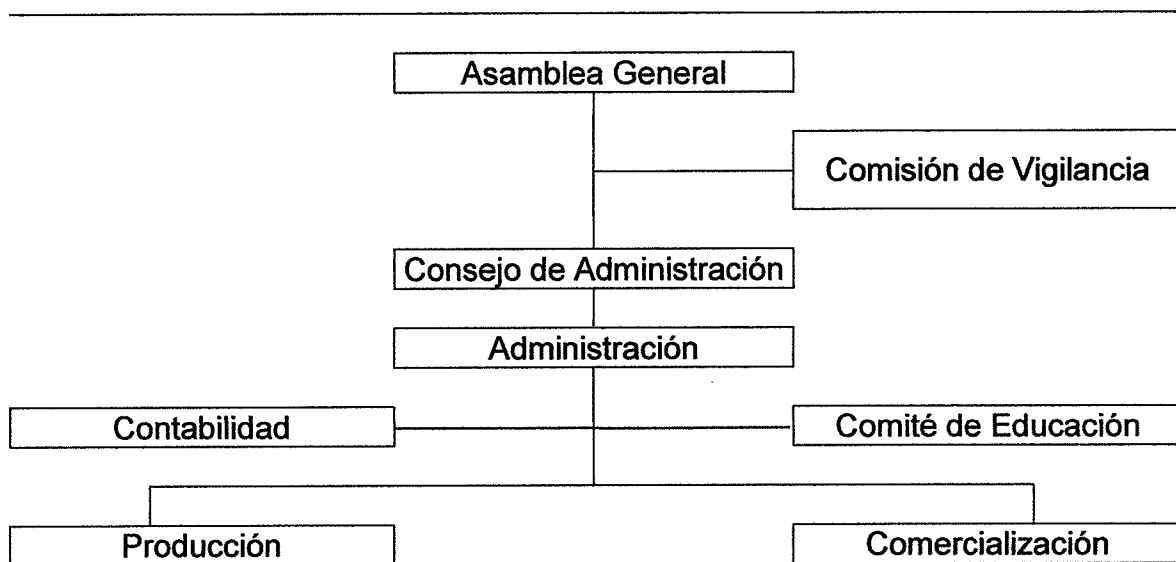 Asamblea General
Comisión de Vigilancia
Consejo de Administración
Administración
Contabilidad
Comité de Educación
Producción
Comercialización